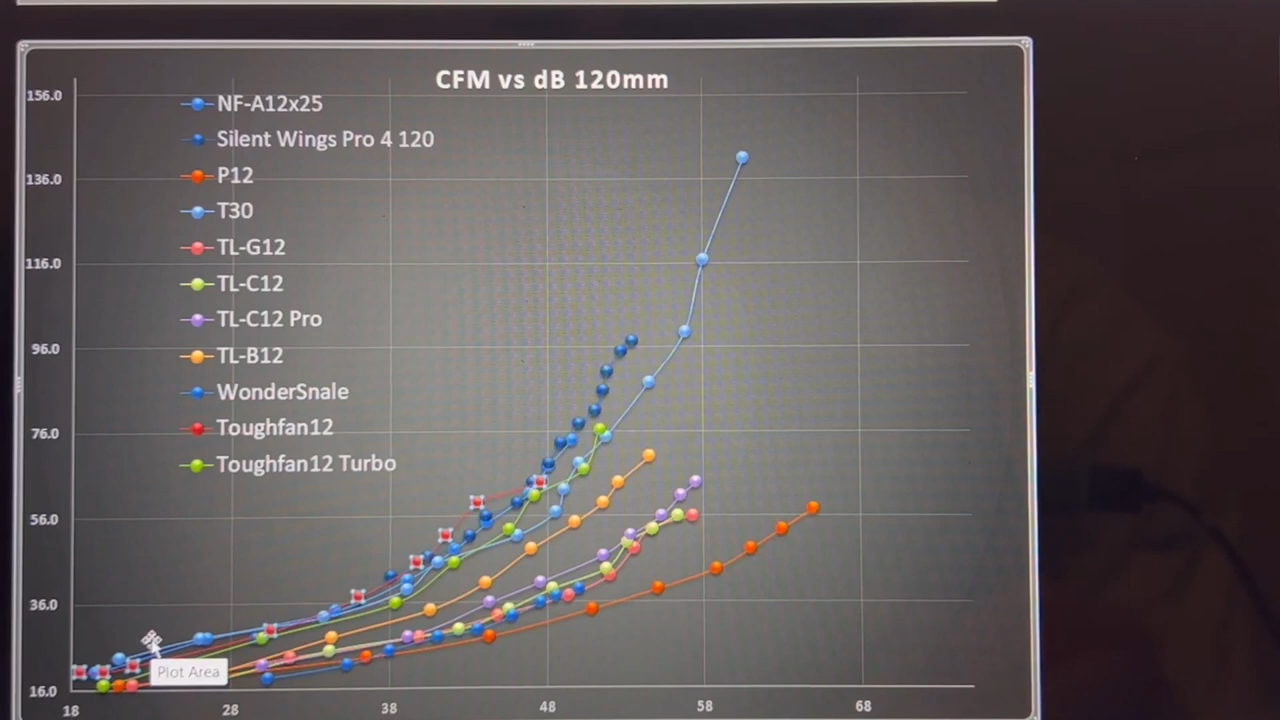 CFM vs dB 120mm
156.0
136.0
116.0
96.0
76.0
56.0
36.0
16.0
NF-A12x25
Silent Wings Pro 4 120
P12
T30
TL-G12
TL-C12
TL-C12 Pro
TL-B12
WonderSnale
Toughfan12
Toughfan12 Turbo
Plot Area
18 28 38 48 58 68